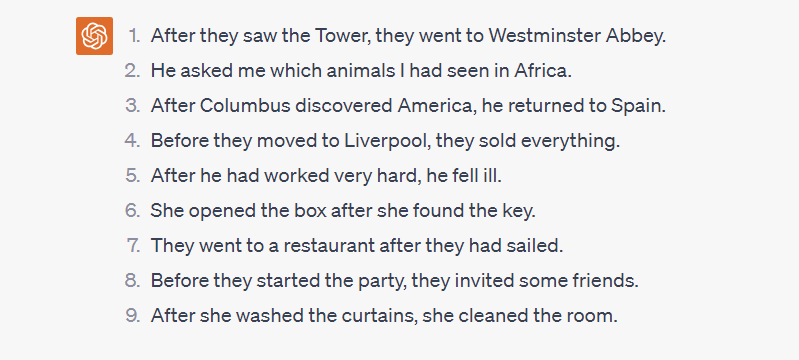 1. After they saw the Tower, they went to Westminster Abbey.
2. He asked me which animals I had seen in Africa.
3. After Columbus discovered America, he returned to Spain.
4. Before they moved to Liverpool, they sold everything.
5. After he had worked very hard, he fell ill.
6. She opened the box after she found the key.
7. They went to a restaurant after they had sailed.
8. Before they started the party, they invited some friends.
9. After she washed the curtains, she cleaned the room.